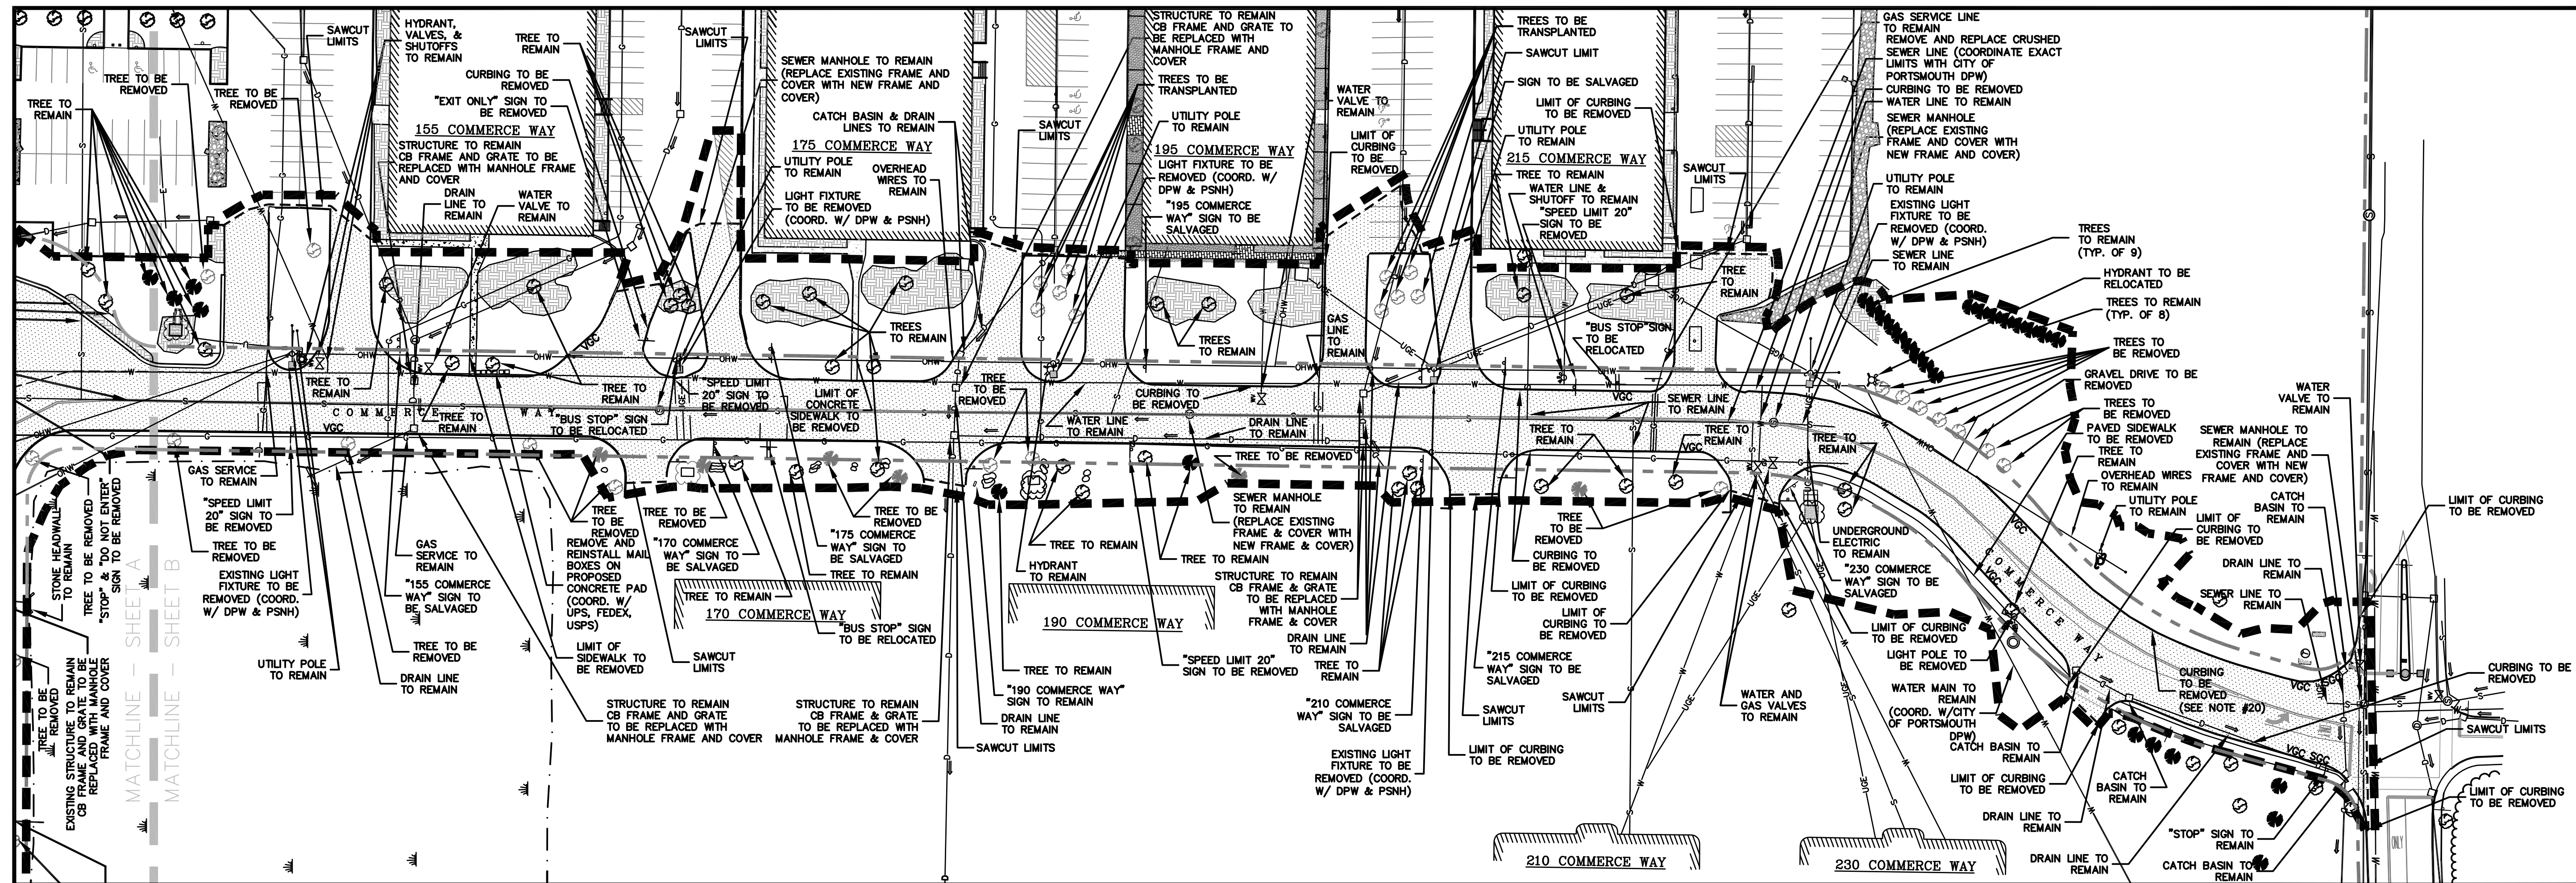 HYDRANT,
VALVES, &
SHUTOFFS
TO REMAIN
SAWCUT
LIMITS
TREE TO
REMAIN
SAWCUT
LIMITS
TREE TO BE
REMOVED
TREE TO BE
REMOVED
TREE TO
REMAIN
CURBING TO BE
REMOVED
"EXIT ONLY" SIGN TO
BE REMOVED
155 COMMERCE WAY
STRUCTURE TO REMAIN
CB FRAME AND GRATE TO BE
REPLACED WITH MANHOLE FRAME
AND COVER
DRAIN
LINE TO
REMAIN
WATER
VALVE TO
REMAIN
SEWER MANHOLE TO REMAIN
(REPLACE EXISTING FRAME AND
COVER WITH NEW FRAME AND
COVER)
CATCH BASIN & DRAIN
LINES TO REMAIN
175 COMMERCE WAY
UTILITY POLE
TO REMAIN
OVERHEAD
WIRES TO
REMAIN
LIGHT FIXTURE
TO BE REMOVED
(COORD. W/ DPW & PSNH)
SAWCUT
LIMITS
STRUCTURE TO REMAIN
CB FRAME AND GRATE TO
BE REPLACED WITH
MANHOLE FRAME AND
COVER
TREES TO BE
TRANSPLANTED
UTILITY POLE
TO REMAIN
195 COMMERCE WAY
LIGHT FIXTURE TO BE
REMOVED (COORD. W/
DPW & PSNH)
"195 COMMERCE
WAY" SIGN TO BE
SALVAGED
WATER
VALVE TO
REMAIN
LIMIT OF
CURBING
TO BE
REMOVED
TREES TO BE
TRANSPLANTED
SAWCUT LIMIT
SIGN TO BE SALVAGED
LIMIT OF CURBING
TO BE REMOVED
UTILITY POLE
TO REMAIN
215 COMMERCE WAY
TREE TO REMAIN
WATER LINE &
SHUTOFF TO REMAIN
"SPEED LIMIT 20"
SIGN TO BE
REMOVED
SAWCUT
LIMITS
GAS SERVICE LINE
TO REMAIN
REMOVE AND REPLACE CRUSHED
SEWER LINE (COORDINATE EXACT
LIMITS WITH CITY OF
PORTSMOUTH DPW)
CURBING TO BE REMOVED
WATER LINE TO REMAIN
SEWER MANHOLE
(REPLACE EXISTING
FRAME AND COVER WITH
NEW FRAME AND COVER)
UTILITY POLE
TO REMAIN
EXISTING LIGHT
FIXTURE TO BE
REMOVED (COORD.
W/ DPW & PSNH)
SEWER LINE
TO REMAIN
TREES
TO REMAIN
(TYP. OF 9)
HYDRANT TO BE
RELOCATED
TREES TO REMAIN
(TYP. OF 8)
TREES TO
BE REMOVED
GRAVEL DRIVE TO BE
REMOVED
TREES TO
BE REMOVED
PAVED SIDEWALK
TO BE REMOVED
TREE TO
REMAIN
OVERHEAD WIRES
TO REMAIN
UTILITY POLE
TO REMAIN
LIMIT OF
CURBING TO
BE REMOVED
WATER
VALVE TO
REMAIN
SEWER MANHOLE TO
REMAIN (REPLACE
EXISTING FRAME AND
COVER WITH NEW
FRAME AND COVER)
CATCH
BASIN TO
REMAIN
DRAIN LINE TO
REMAIN
SEWER LINE TO
REMAIN
LIMIT OF CURBING
TO BE REMOVED
TREES
TO REMAIN
TREES
TO REMAIN
GAS
LINE
TO
REMAIN
TREE
TO
REMAIN
"BUS STOP" SIGN
TO BE
RELOCATED
TREE TO
REMAIN
TREE TO
REMAIN
TREE TO
REMAIN
"BUS STOP" SIGN
TO BE RELOCATED
"SPEED LIMIT
20" SIGN TO
BE REMOVED
LIMIT OF
CONCRETE
SIDEWALK TO
BE REMOVED
TREE
TO BE
REMOVED
CURBING TO
BE REMOVED
WATER LINE
TO REMAIN
DRAIN LINE
TO REMAIN
SEWER LINE
TO REMAIN
TREE TO
REMAIN
TREE TO
REMAIN
TREE TO
REMAIN
COMMERCE WAY
VGC
OHW
UGE
COMMERCE WAY
TREE TO BE REMOVED
GAS SERVICE
TO REMAIN
"SPEED LIMIT
20" SIGN TO
BE REMOVED
TREE TO BE
REMOVED
EXISTING LIGHT
FIXTURE TO BE
REMOVED (COORD.
W/ DPW & PSNH)
UTILITY POLE
TO REMAIN
GAS
SERVICE TO
REMAIN
"155 COMMERCE
WAY" SIGN TO
BE SALVAGED
TREE TO BE
REMOVED
DRAIN LINE
TO REMAIN
TREE
TO BE
REMOVED
REMOVE AND
REINSTALL MAIL
BOXES ON
PROPOSED
CONCRETE PAD
(COORD. W/
UPS, FEDEX,
USPS)
LIMIT OF
SIDEWALK TO
BE REMOVED
TREE TO BE
REMOVED
"170 COMMERCE
WAY" SIGN TO
BE SALVAGED
TREE TO REMAIN
170 COMMERCE WAY
SAWCUT
LIMITS
TREE TO BE
REMOVED
"175 COMMERCE
WAY" SIGN TO
BE SALVAGED
TREE TO REMAIN
"BUS STOP" SIGN
TO BE RELOCATED
STRUCTURE TO REMAIN
CB FRAME AND GRATE
TO BE REPLACED WITH
MANHOLE FRAME AND COVER
STRUCTURE TO REMAIN
CB FRAME & GRATE
TO BE REPLACED WITH
MANHOLE FRAME & COVER
TREE TO REMAIN
HYDRANT
TO REMAIN
190 COMMERCE WAY
TREE TO REMAIN
"190 COMMERCE WAY"
SIGN TO REMAIN
DRAIN LINE
TO REMAIN
SAWCUT LIMITS
TREE TO REMAIN
SEWER MANHOLE
TO REMAIN
(REPLACE EXISTING
FRAME & COVER WITH
NEW FRAME & COVER)
STRUCTURE TO REMAIN
CB FRAME & GRATE
TO BE REPLACED
WITH MANHOLE
FRAME & COVER
DRAIN LINE
TO REMAIN
"SPEED LIMIT 20"
SIGN TO BE REMOVED
TREE TO
REMAIN
"210 COMMERCE
WAY" SIGN TO BE
SALVAGED
EXISTING LIGHT
FIXTURE TO BE
REMOVED (COORD.
W/ DPW & PSNH)
TREE
TO BE
REMOVED
CURBING TO
BE REMOVED
LIMIT OF CURBING
TO BE REMOVED
LIMIT OF
CURBING TO
BE REMOVED
"215 COMMERCE
WAY" SIGN TO BE
SALVAGED
SAWCUT
LIMITS
SAWCUT
LIMITS
LIMIT OF CURBING
TO BE REMOVED
WATER AND
GAS VALVES
TO REMAIN
UNDERGROUND
ELECTRIC
TO REMAIN
"230 COMMERCE
WAY" SIGN TO BE
SALVAGED
LIMIT OF CURBING
TO BE REMOVED
LIGHT POLE TO
BE REMOVED
WATER MAIN TO
REMAIN
(COORD. W/CITY
OF PORTSMOUTH
DPW)
CATCH BASIN TO
REMAIN
LIMIT OF CURBING
TO BE REMOVED
CATCH
BASIN TO
REMAIN
DRAIN LINE TO
REMAIN
DRAIN LINE TO
REMAIN
"STOP" SIGN TO
REMAIN
CATCH BASIN TO
REMAIN
CURBING
TO BE
REMOVED
(SEE NOTE #20)
VGC SGC
VGC SGC
CURBING TO BE
REMOVED
SAWCUT LIMITS
LIMIT OF CURBING
TO BE REMOVED
ONLY
210 COMMERCE WAY
230 COMMERCE WAY
STONE HEADWALL
TO REMAIN
TREE TO BE REMOVED
"STOP" & "DO NOT ENTER"
SIGN TO BE REMOVED
TREE TO BE
REMOVED
EXISTING STRUCTURE TO REMAIN
CB FRAME AND GRATE TO BE
REPLACED WITH MANHOLE
FRAME AND COVER
MATCHLINE - SHEET A
MATCHLINE - SHEET B